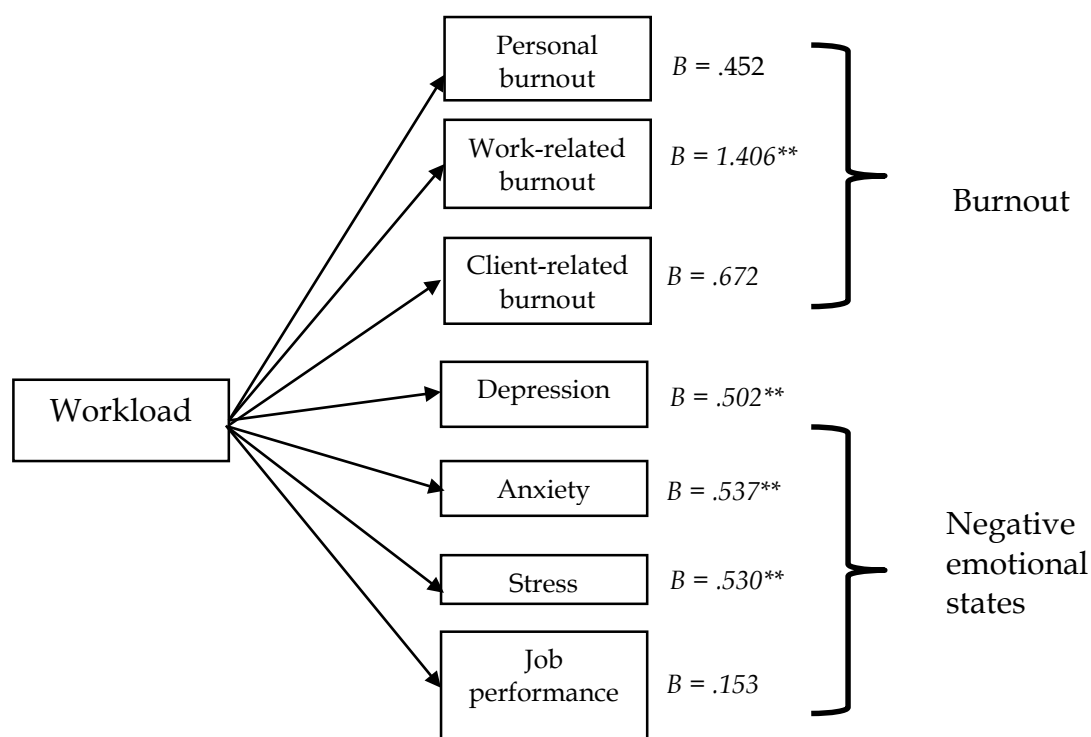 Personal
burnout
B = .452
Work-related
burnout
B = 1.406**
Burnout
Client-related
burnout
B = .672
Workload
Depression
B = .502**
Anxiety
B = .537**
Negative
emotional
states
Stress
B = .530**
Job
performance
B = .153